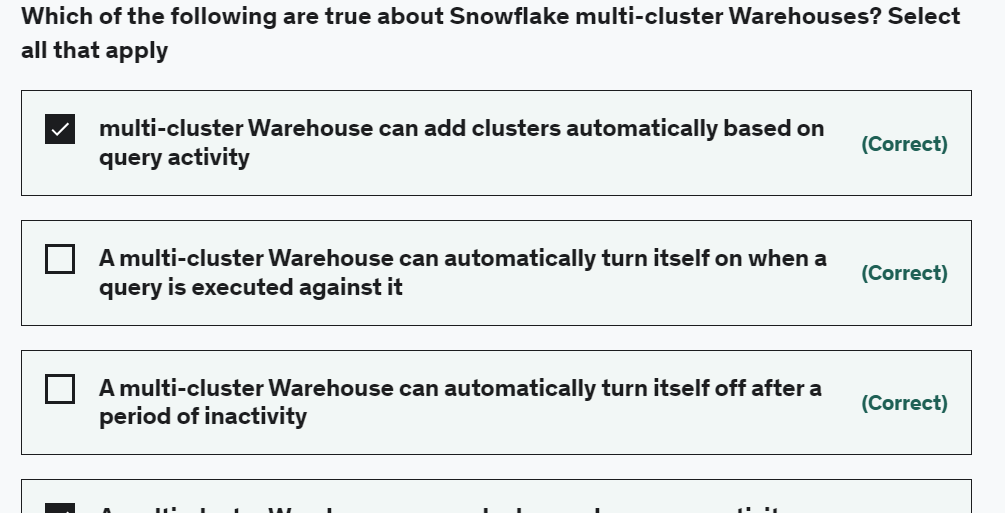 Which of the following are true about Snowflake multi-cluster Warehouses? Select
all that apply
multi-cluster Warehouse can add clusters automatically based on
query activity
(Correct)
A multi-cluster Warehouse can automatically turn itself on when a
query is executed against it
(Correct)
A multi-cluster Warehouse can automatically turn itself off after a
period of inactivity
(Correct)